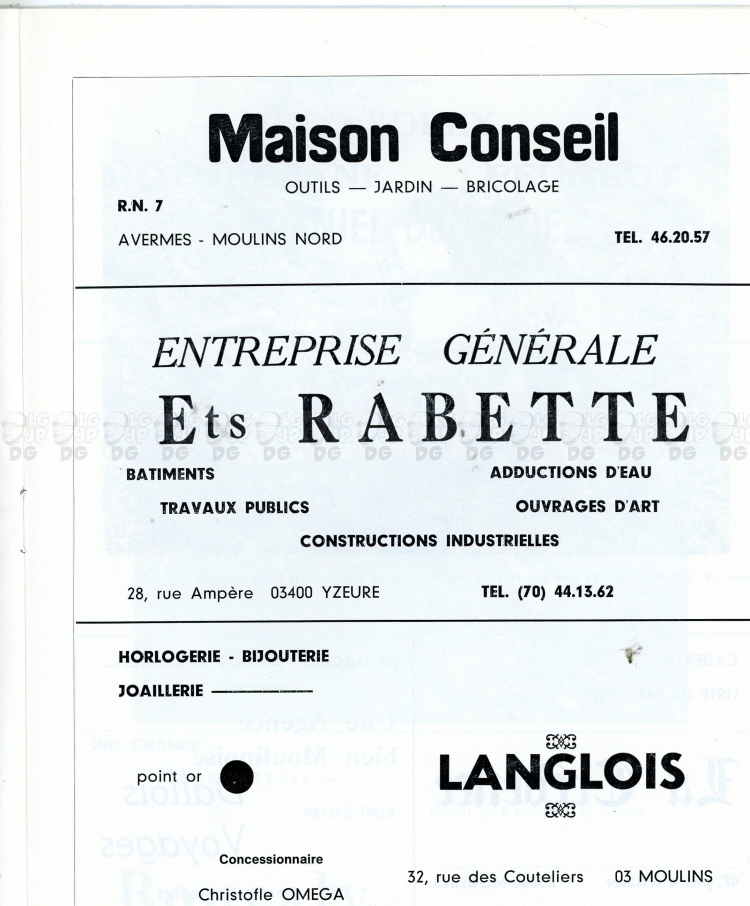 Maison Conseil
OUTILS — JARDIN — BRICOLAGE
R.N. 7
AVERMES - MOULINS NORD TEL. 46.20.57
ENTREPRISE GÉNÉRALE
Ets RABETTE
BATIMENTS ADDUCTIONS D'EAU
TRAVAUX PUBLICS OUVRAGES D'ART
CONSTRUCTIONS INDUSTRIELLES
28, rue Ampère 03400 YZEURE TEL. (70) 44.13.62
HORLOGERIE - BIJOUTERIE
JOAILLERIE
point or LANGLOIS
Concessionnaire
32, rue des Couteliers 03 MOULINS
Christofle OMEGA